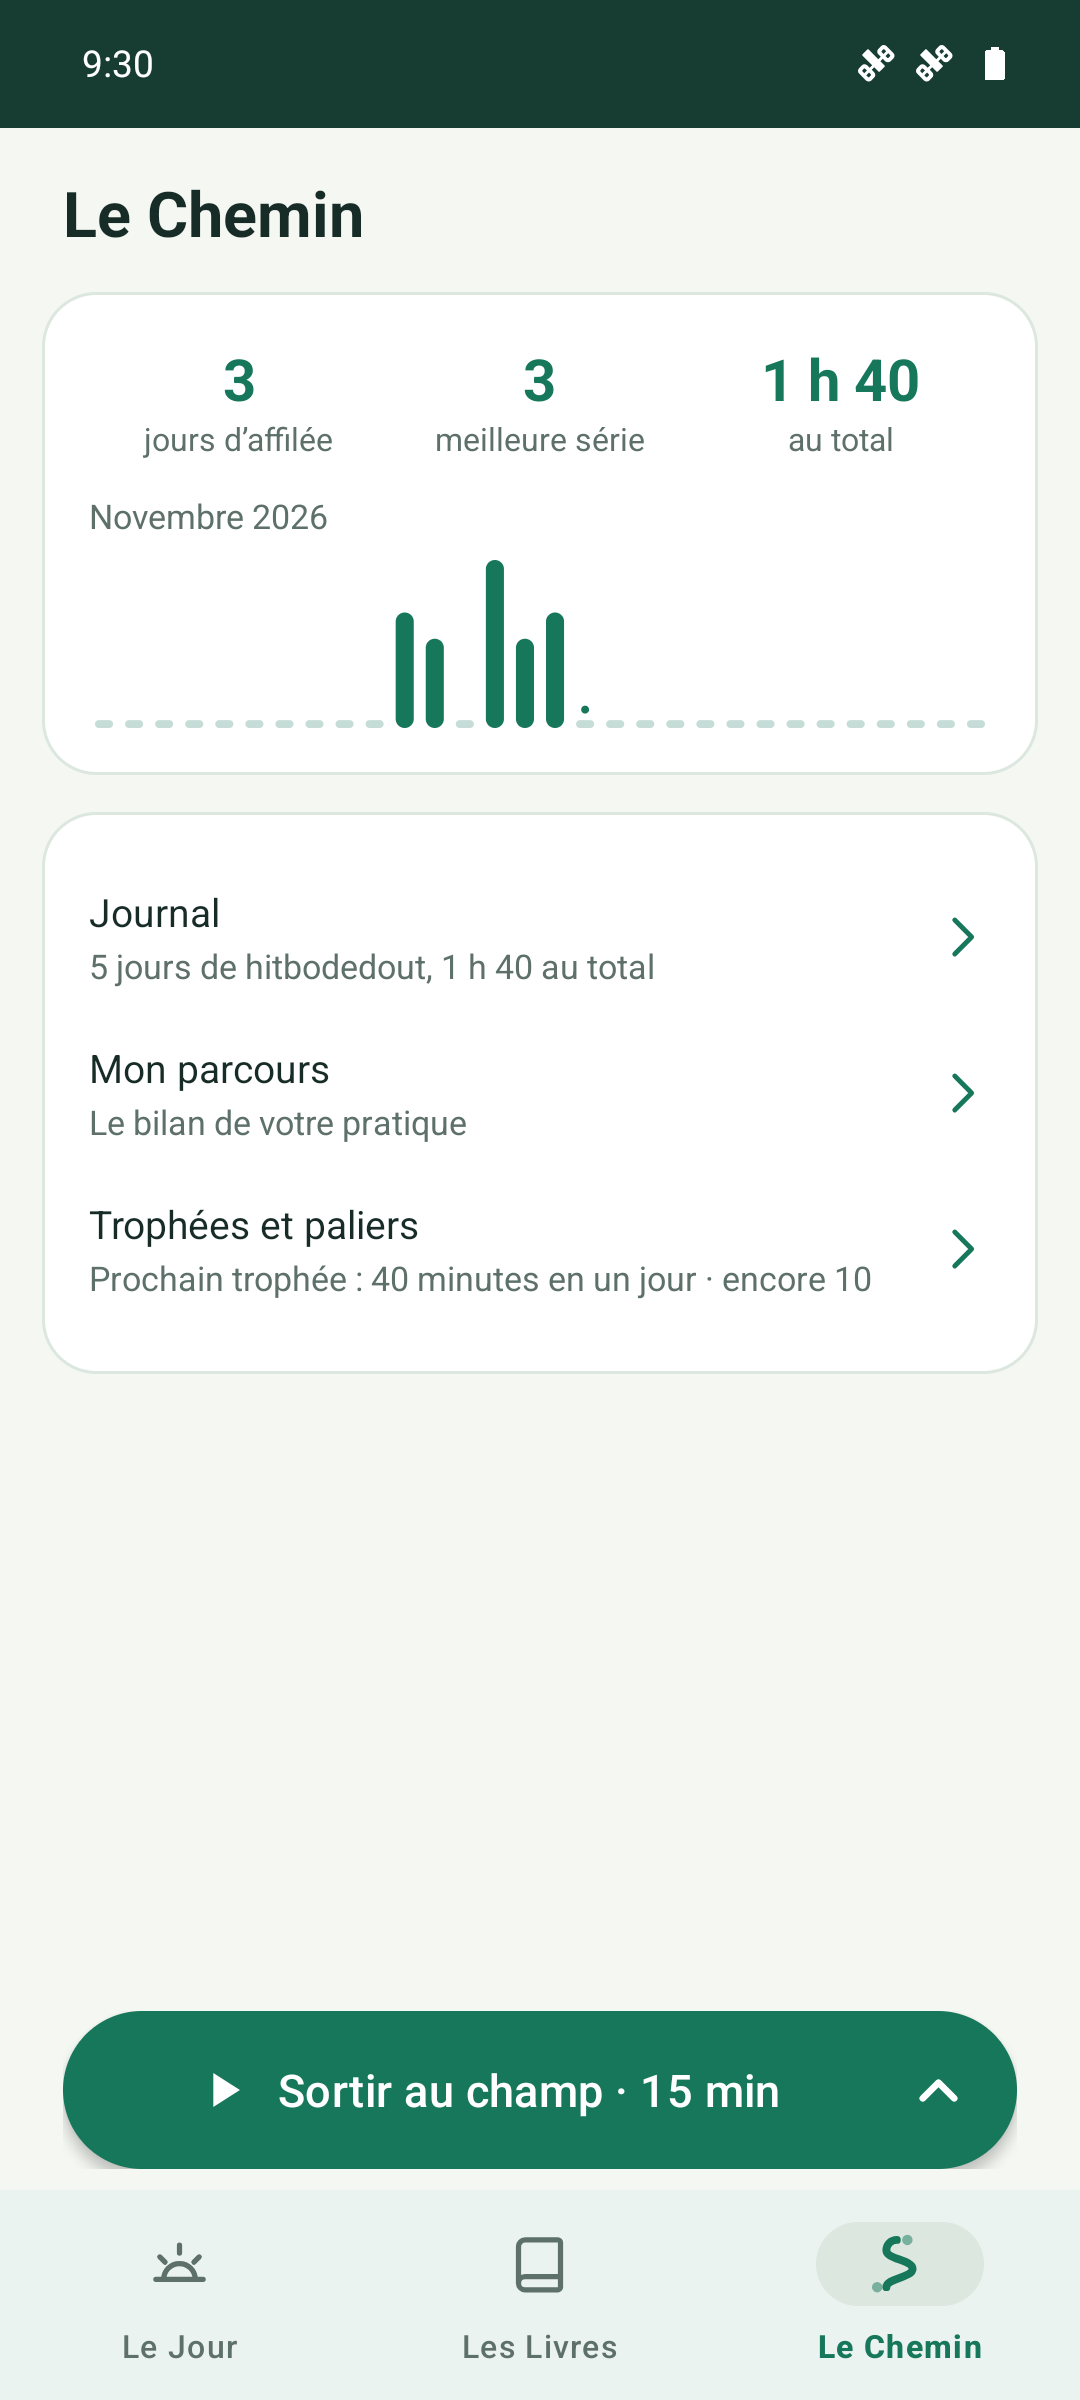 9:30
Le Chemin
3
jours d’affilée
3
meilleure série
1 h 40
au total
Novembre 2026
Journal
5 jours de hitbodedout, 1 h 40 au total
Mon parcours
Le bilan de votre pratique
Trophées et paliers
Prochain trophée : 40 minutes en un jour · encore 10
Sortir au champ · 15 min
Le Jour
Les Livres
Le Chemin